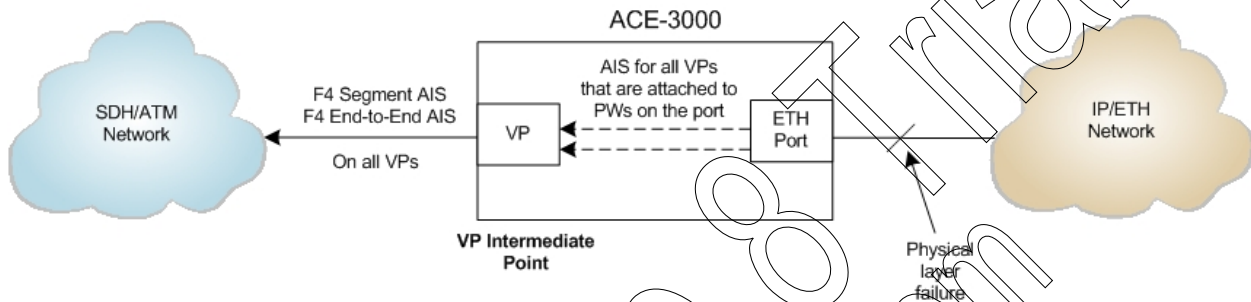 ACE-3000
SDH/ATM
Network
F4 Segment AIS
F4 End-to-End AIS
On all VPs
VP
AIS for all VPs
that are attached to
PWs on the port
ETH
Port
IP/ETH
Network
VP Intermediate
Point
Physical
layer
failure